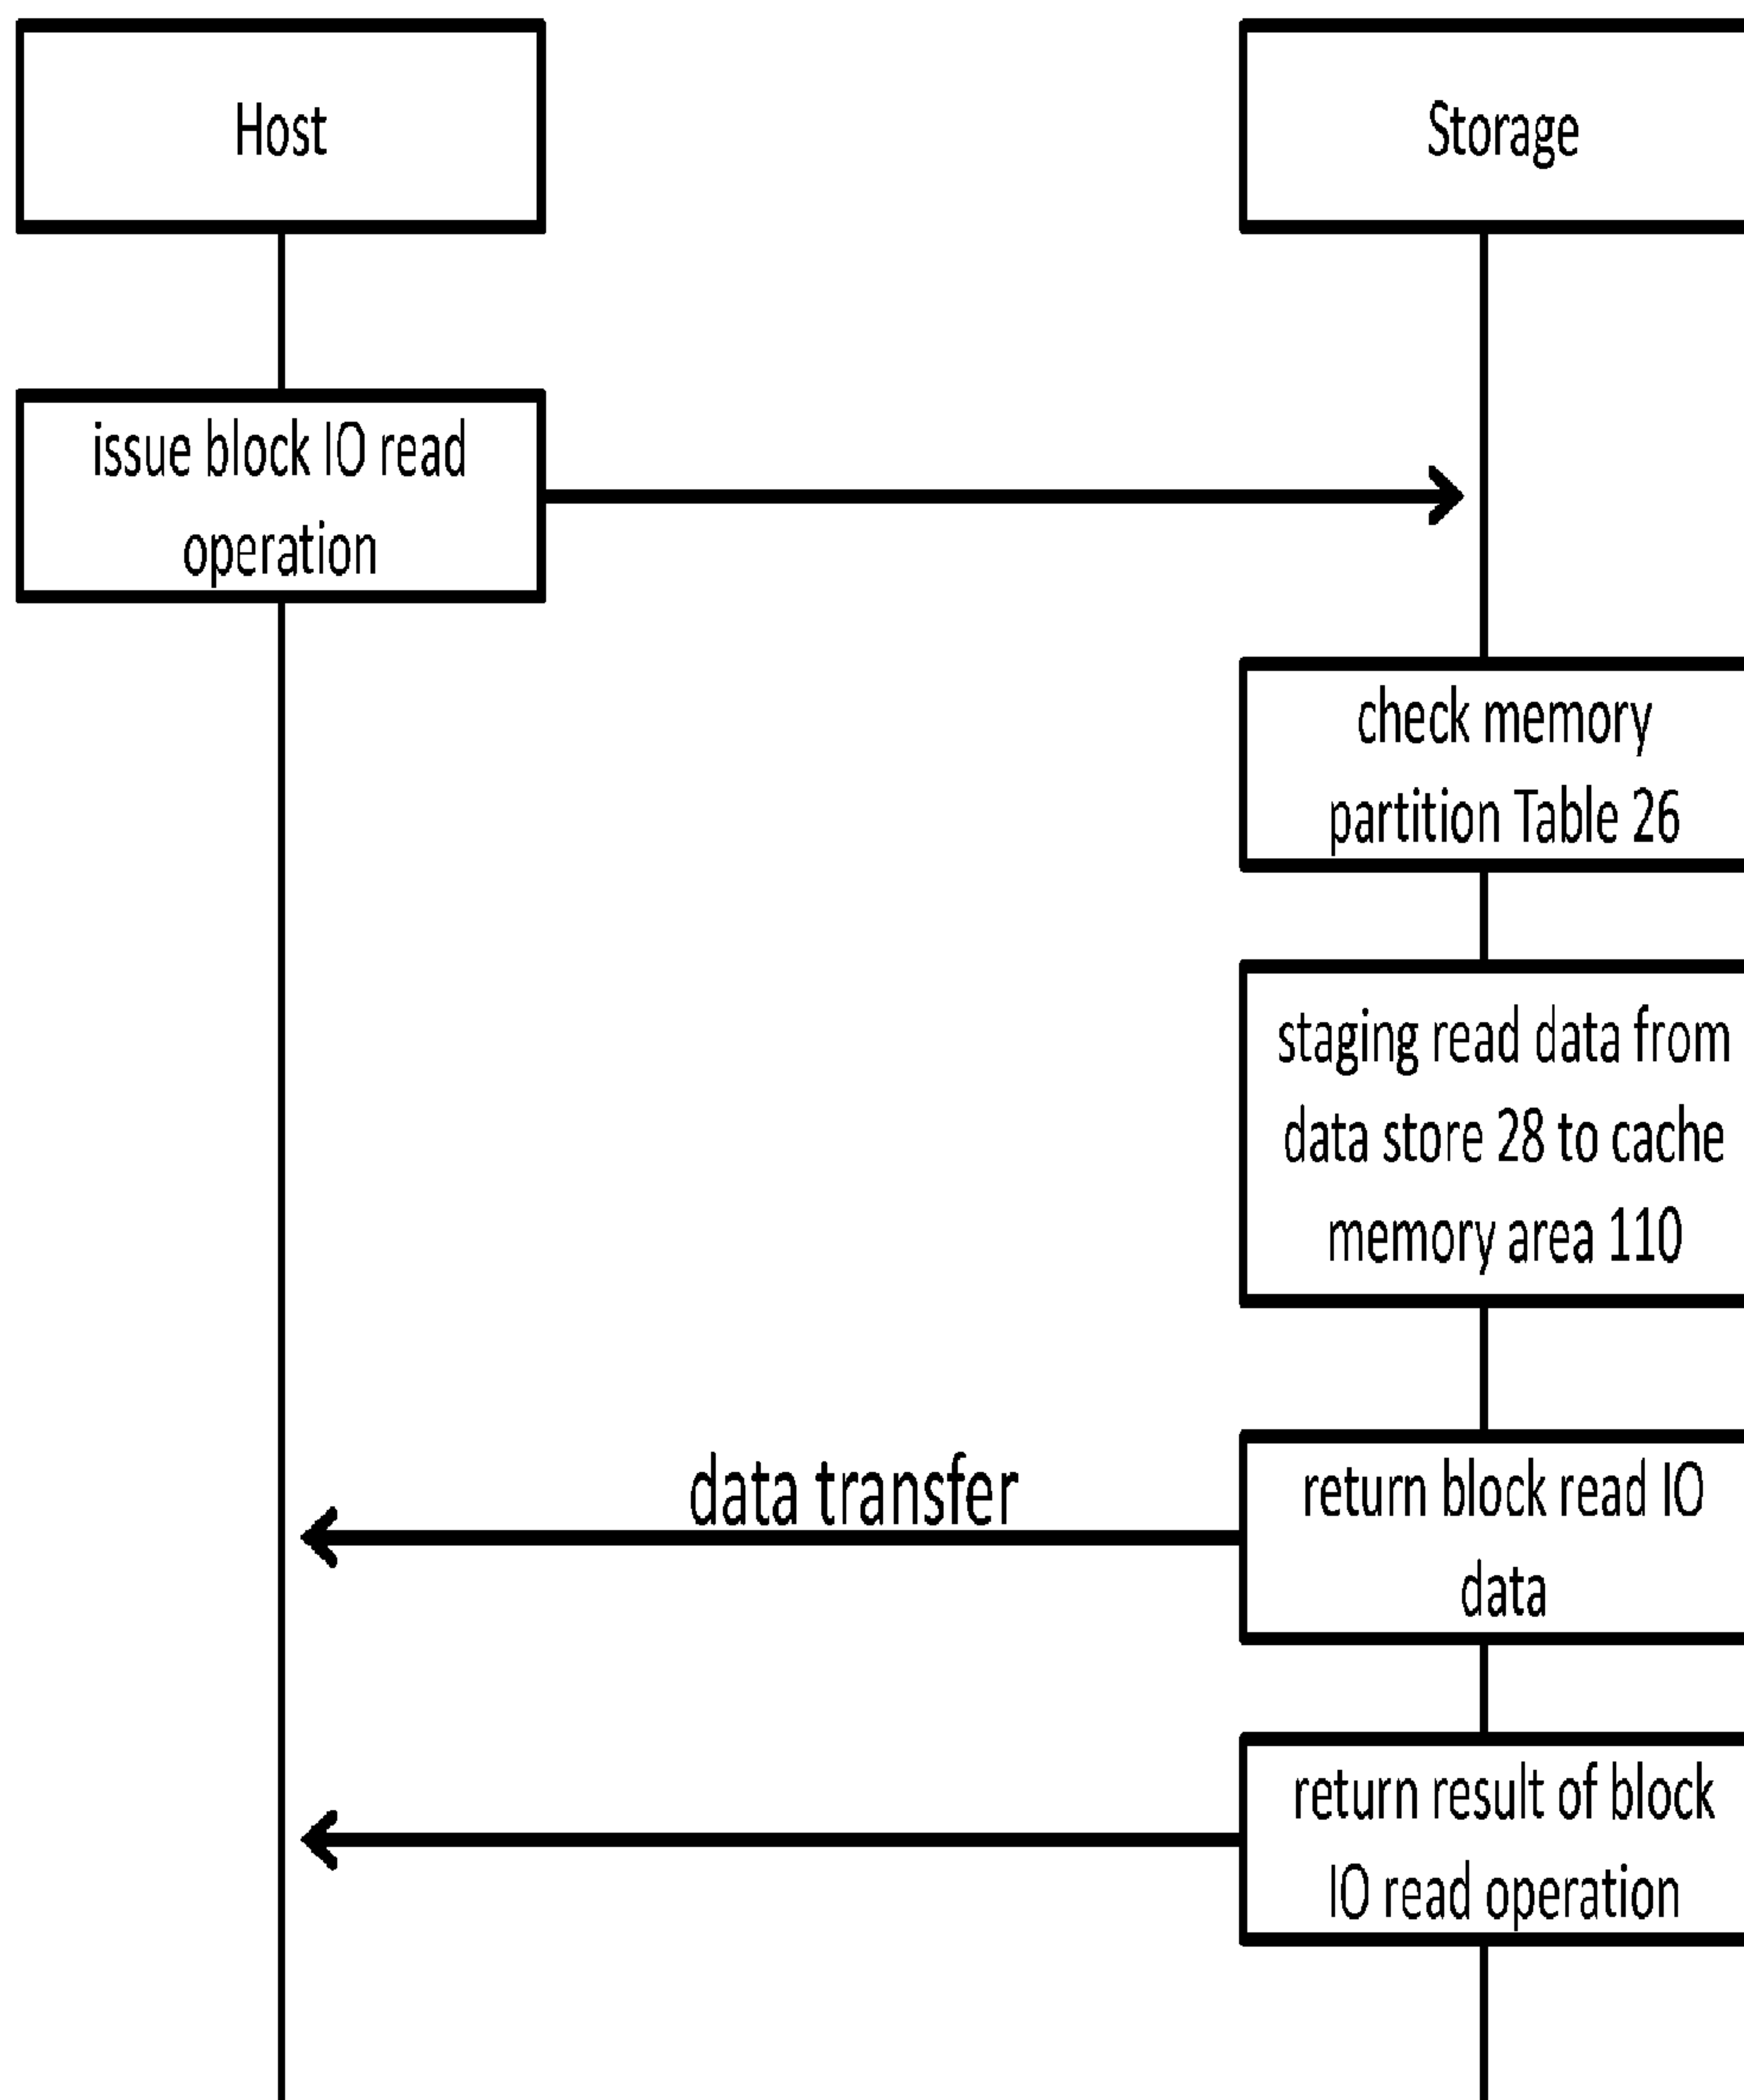 Host
Storage
issue block IO read
operation
check memory
partition Table 26
staging read data from
data store 28 to cache
memory area 110
data transfer
return block read IO
data
return result of block
IO read operation